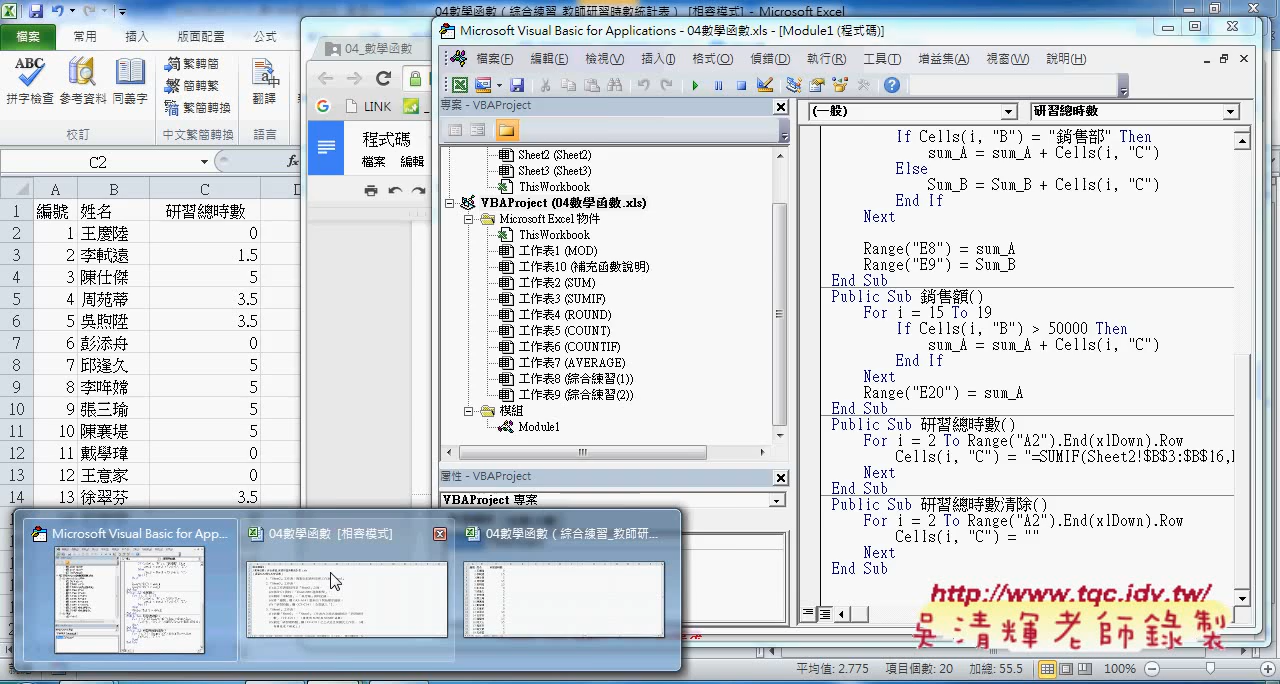 04數學函數（綜合練習_教師研習時數統計表） [相容模式] - Microsoft Excel
檔案 常用 插入 版面配置 公式
ABC
拼字檢查 參考資料 同義字
繁轉簡
簡轉繁
繁簡轉換
翻譯
校訂 中文繁簡轉換 語言
C2 fx
A B C
1 編號 姓名 研習總時數
2 1 王慶陸 0
3 2 李軾遠 1.5
4 3 陳仕傑 5
5 4 周苑蒂 3.5
6 5 吳煦陞 3.5
7 6 彭添舟 0
8 7 邱逢久 5
9 8 李哞嫦 5
10 9 張三瑜 5
11 10 陳襄堤 5
12 11 戴學瑋 0
13 12 王意家 0
14 13 徐翠芬 3.5
04_數學函數
LINK
程式碼
檔案 編輯
Microsoft Visual Basic for Applications - 04數學函數.xls - [Module1 (程式碼)]
檔案(F) 編輯(E) 檢視(V) 插入(I) 格式(O) 偵錯(D) 執行(R) 工具(T) 增益集(A) 視窗(W) 說明(H)
專案 - VBAProject
Sheet2 (Sheet2)
Sheet3 (Sheet3)
ThisWorkbook
VBAProject (04數學函數.xls)
Microsoft Excel 物件
ThisWorkbook
工作表1 (MOD)
工作表10 (補充函數說明)
工作表2 (SUM)
工作表3 (SUMIF)
工作表4 (ROUND)
工作表5 (COUNT)
工作表6 (COUNTIF)
工作表7 (AVERAGE)
工作表8 (綜合練習(1))
工作表9 (綜合練習(2))
模組
Module1
屬性 - VBAProject
VBAProject 專案
(一般) 研習總時數
If Cells(i, "B") = "銷售部" Then
sum_A = sum_A + Cells(i, "C")
Else
Sum_B = Sum_B + Cells(i, "C")
End If
Next
Range("E8") = sum_A
Range("E9") = Sum_B
End Sub
Public Sub 銷售額()
For i = 15 To 19
If Cells(i, "B") > 50000 Then
sum_A = sum_A + Cells(i, "C")
End If
Next
Range("E20") = sum_A
End Sub
Public Sub 研習總時數()
For i = 2 To Range("A2").End(xlDown).Row
Cells(i, "C") = "=SUMIF(Sheet2!$B$3:$B$16,
Next
End Sub
Public Sub 研習總時數清除()
For i = 2 To Range("A2").End(xlDown).Row
Cells(i, "C") = ""
Next
End Sub
Microsoft Visual Basic for App...
04數學函數 [相容模式]
04數學函數（綜合練習_教師研...
http://www.tqc.idv.tw/
吳清輝老師錄製
平均值: 2.775 項目個數: 20 加總: 55.5 100%